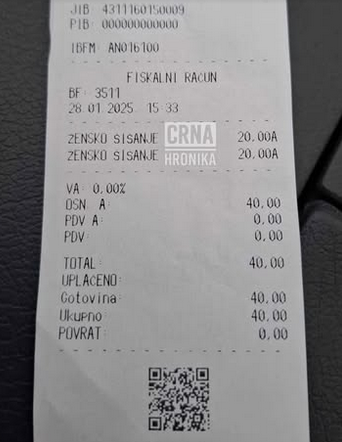 JIB: 4311160150009
PIB: 000000000000
IBFM: AN016100
FISKALNI RAČUN
BF: 3511
28.01.2025. 15:33
ZENSKO SISANJE 20,00A
ZENSKO SISANJE 20,00A
CRNA
HRONIKA
VA: 0,00%
OSN. A: 40,00
PDV A: 0,00
PDV: 0,00
TOTAL: 40,00
UPLAĆENO:
Gotovina: 40,00
Ukupno: 40,00
POVRAT: 0,00